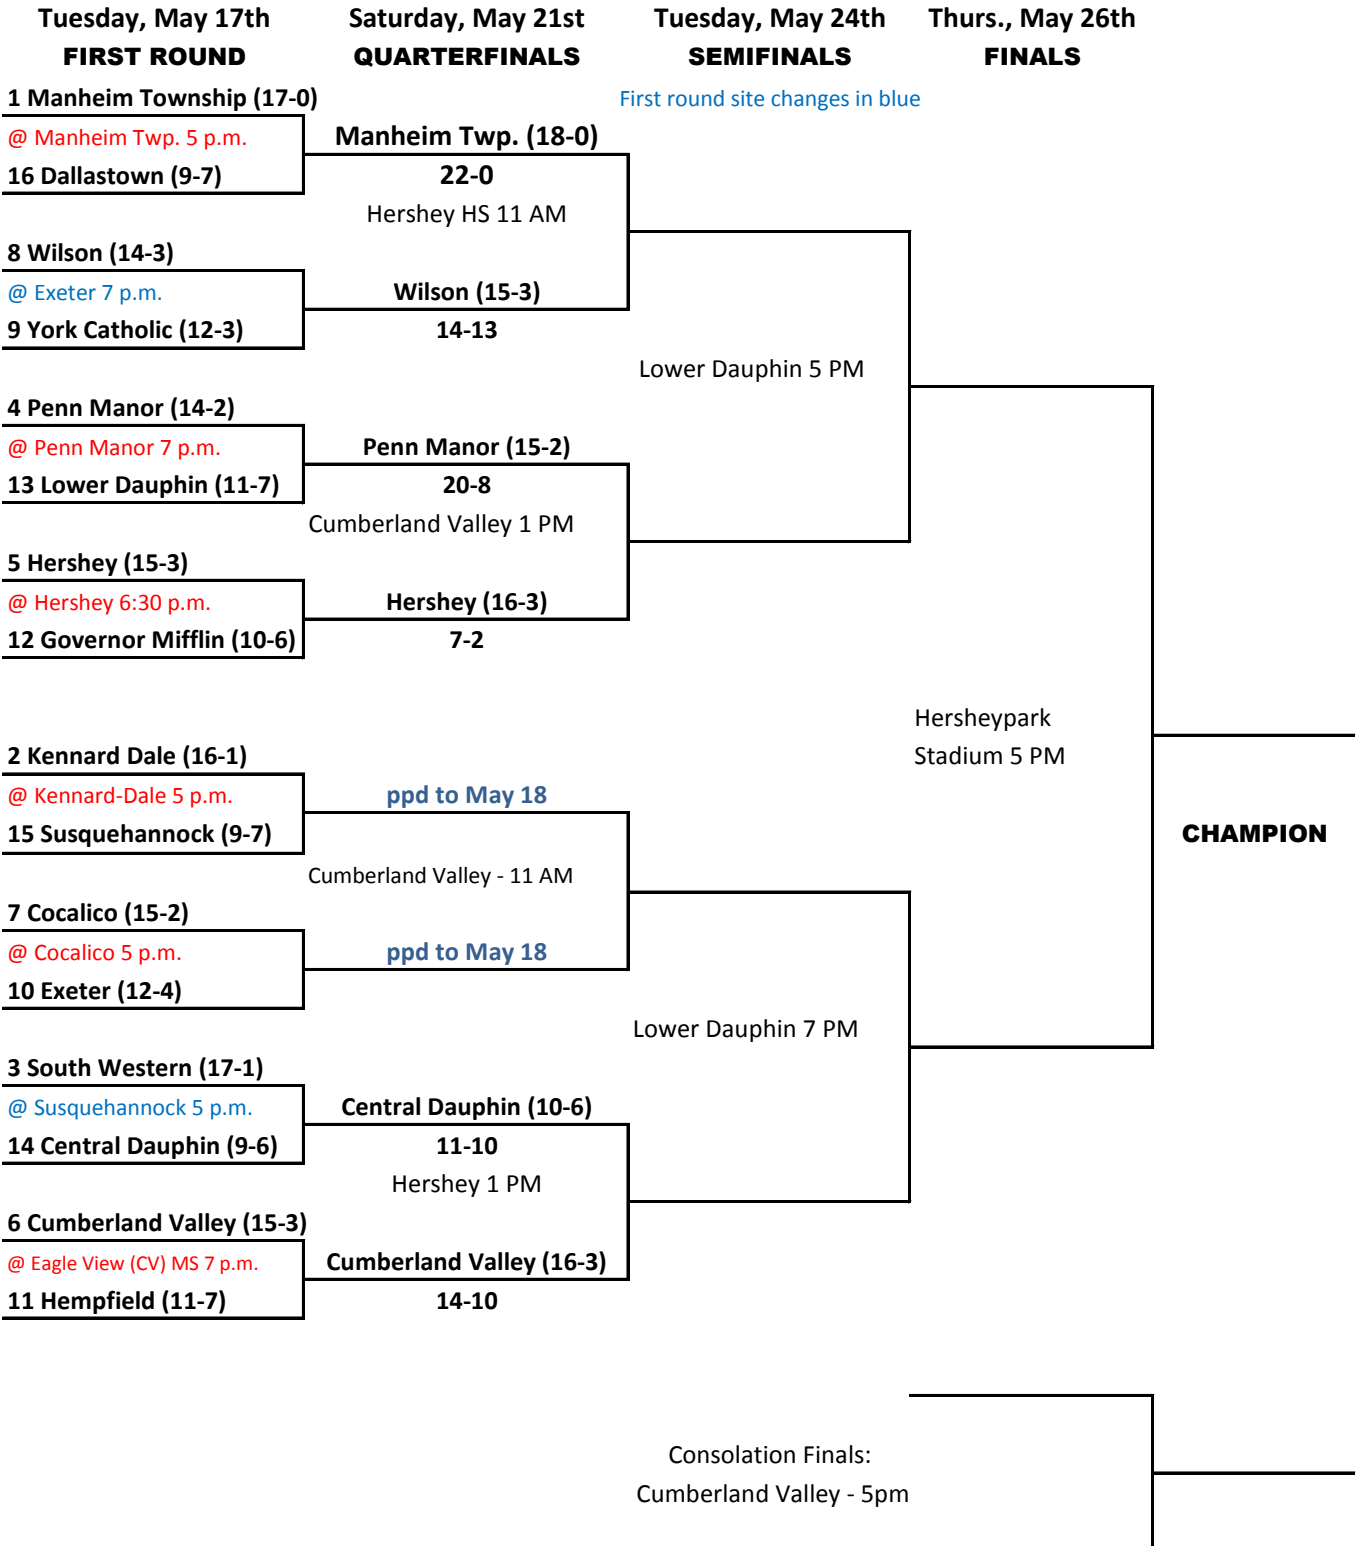 Tuesday, May 17th
FIRST ROUND
Saturday, May 21st
QUARTERFINALS
Tuesday, May 24th
SEMIFINALS
Thurs., May 26th
FINALS
1 Manheim Township (17-0)
First round site changes in blue
@ Manheim Twp. 5 p.m.
Manheim Twp. (18-0)
16 Dallastown (9-7)
22-0
Hershey HS 11 AM
8 Wilson (14-3)
@ Exeter 7 p.m.
Wilson (15-3)
9 York Catholic (12-3)
14-13
Lower Dauphin 5 PM
4 Penn Manor (14-2)
@ Penn Manor 7 p.m.
Penn Manor (15-2)
13 Lower Dauphin (11-7)
20-8
Cumberland Valley 1 PM
5 Hershey (15-3)
@ Hershey 6:30 p.m.
Hershey (16-3)
12 Governor Mifflin (10-6)
7-2
Hersheypark
Stadium 5 PM
2 Kennard Dale (16-1)
@ Kennard-Dale 5 p.m.
ppd to May 18
15 Susquehannock (9-7)
CHAMPION
Cumberland Valley - 11 AM
7 Cocalico (15-2)
@ Cocalico 5 p.m.
ppd to May 18
10 Exeter (12-4)
Lower Dauphin 7 PM
3 South Western (17-1)
@ Susquehannock 5 p.m.
Central Dauphin (10-6)
14 Central Dauphin (9-6)
11-10
Hershey 1 PM
6 Cumberland Valley (15-3)
@ Eagle View (CV) MS 7 p.m.
Cumberland Valley (16-3)
11 Hempfield (11-7)
14-10
Consolation Finals:
Cumberland Valley - 5pm